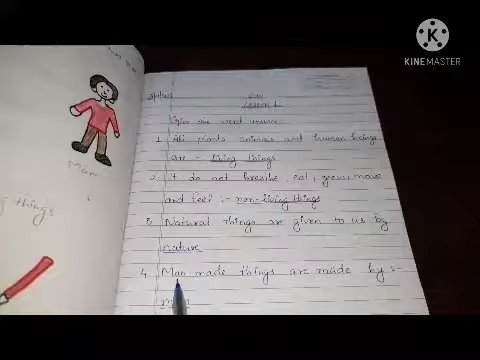 KINEMASTER
Man
things
C.W
Lesson 1
Give one word answer
1. All plants animals and human beings
are - Living things
2. It do not breathe, eat, grow, move
and feel :- non-living things
3. Natural things are given to us by
nature
4. Man made things are made by :-
man